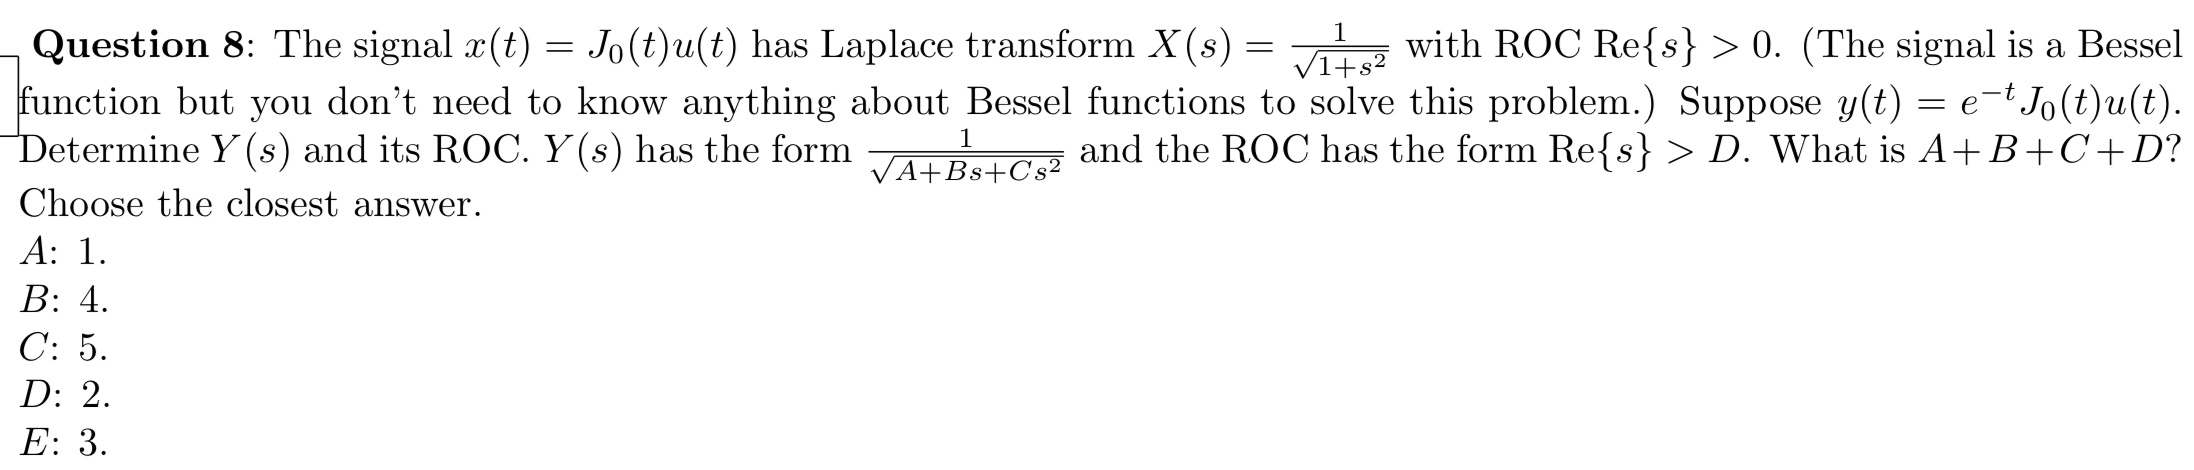 Question 8: The signal $x(t) = J_0(t)u(t)$ has Laplace transform $X(s) = \frac{1}{\sqrt{1+s^2}}$ with ROC Re{s} > 0. (The signal is a Bessel
function but you don't need to know anything about Bessel functions to solve this problem.) Suppose $y(t) = e^{-t}J_0(t)u(t)$.
Determine $Y(s)$ and its ROC. $Y(s)$ has the form $\frac{1}{\sqrt{A+Bs+Cs^2}}$ and the ROC has the form Re{s} > D. What is $A+B+C+D$?
Choose the closest answer.
A: 1.
B: 4.
C: 5.
D: 2.
E: 3.